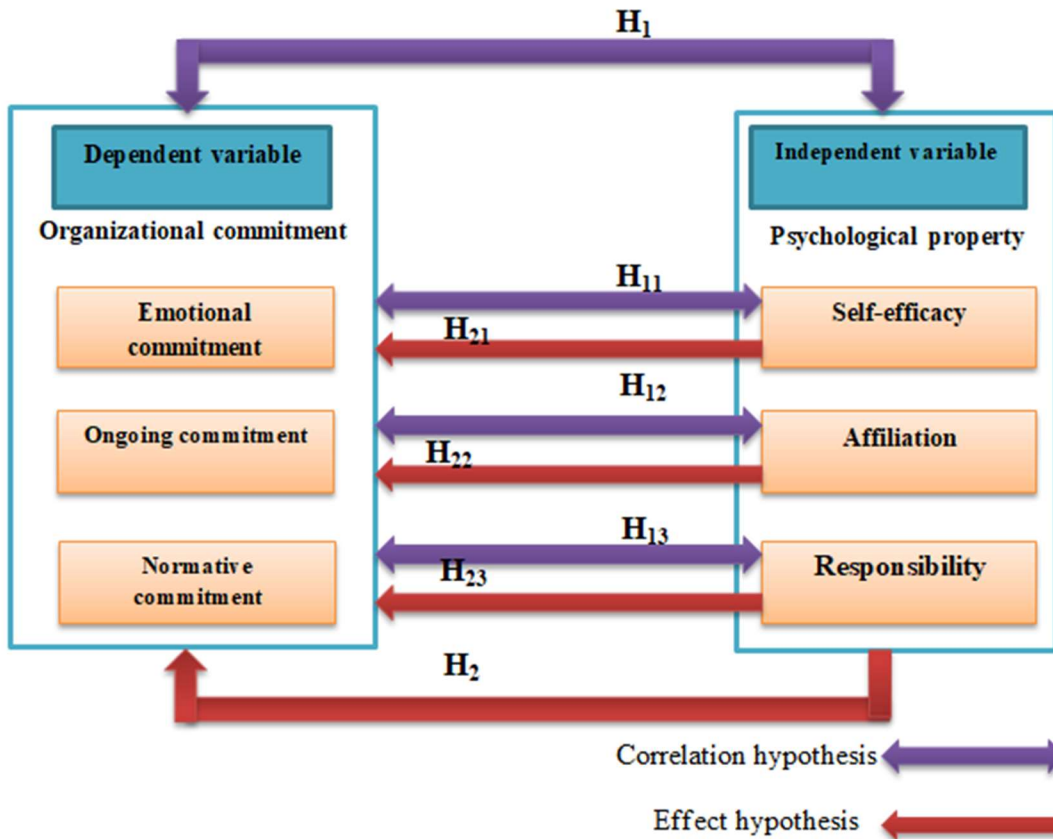 H1
Dependent variable
Independent variable
Organizational commitment
Psychological property
H11
Emotional
commitment
Self-efficacy
H21
H12
Ongoing commitment
Affiliation
H22
H13
Normative
commitment
Responsibility
H23
H2
Correlation hypothesis
Effect hypothesis